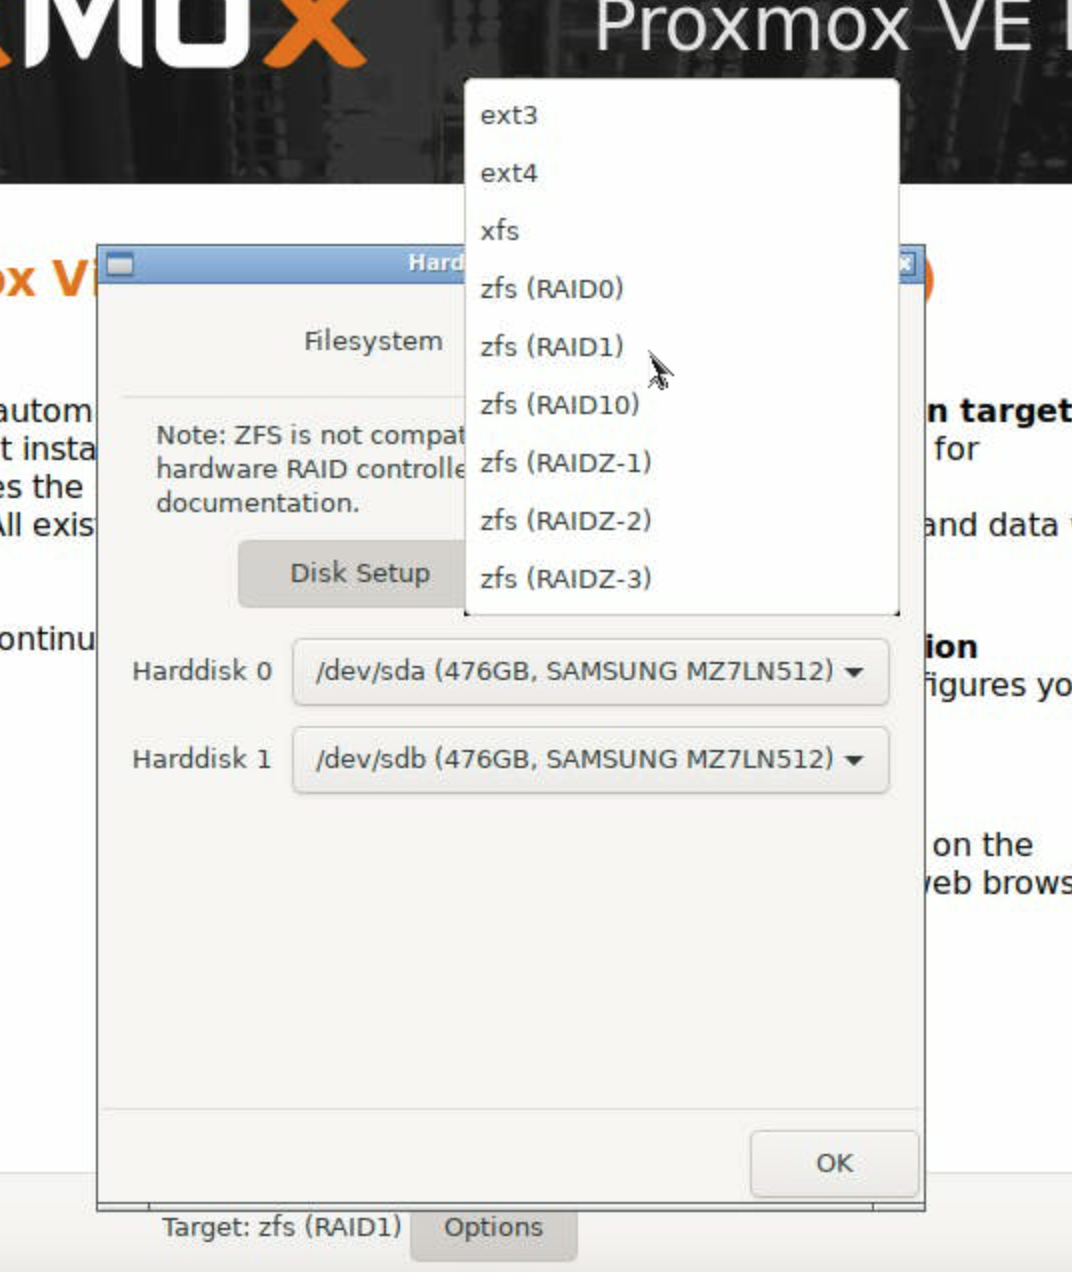 MOX
Proxmox VE
ext3
ext4
xfs
zfs (RAID0)
zfs (RAID1)
zfs (RAID10)
zfs (RAIDZ-1)
zfs (RAIDZ-2)
zfs (RAIDZ-3)
ox Vi
Hard
Filesystem
autom
n target
Note: ZFS is not compat
t insta
for
hardware RAID controlle
es the
documentation.
All exis
and data
Disk Setup
ontinu
ion
Harddisk 0
/dev/sda (476GB, SAMSUNG MZ7LN512)
figures yo
Harddisk 1
/dev/sdb (476GB, SAMSUNG MZ7LN512)
on the
web brows
OK
Target: zfs (RAID1)
Options